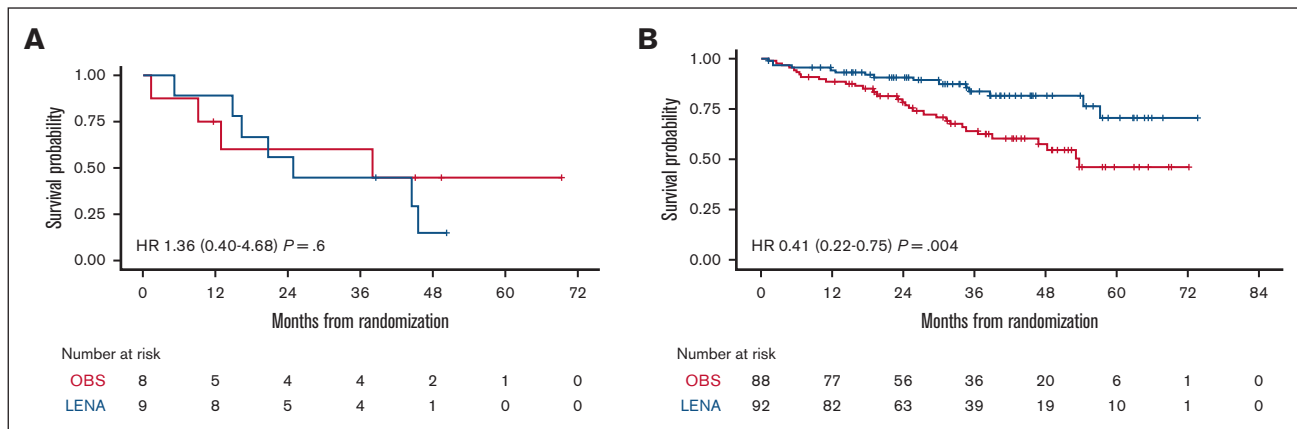 A
1.00
0.75
0.50
0.25
0.00
Survival probability
HR 1.36 (0.40-4.68) P = .6
0 12 24 36 48 60 72
Months from randomization
Number at risk
OBS 8 5 4 4 2 1 0
LENA 9 8 5 4 1 0 0
B
1.00
0.75
0.50
0.25
0.00
Survival probability
HR 0.41 (0.22-0.75) P = .004
0 12 24 36 48 60 72 84
Months from randomization
Number at risk
OBS 88 77 56 36 20 6 1 0
LENA 92 82 63 39 19 10 1 0